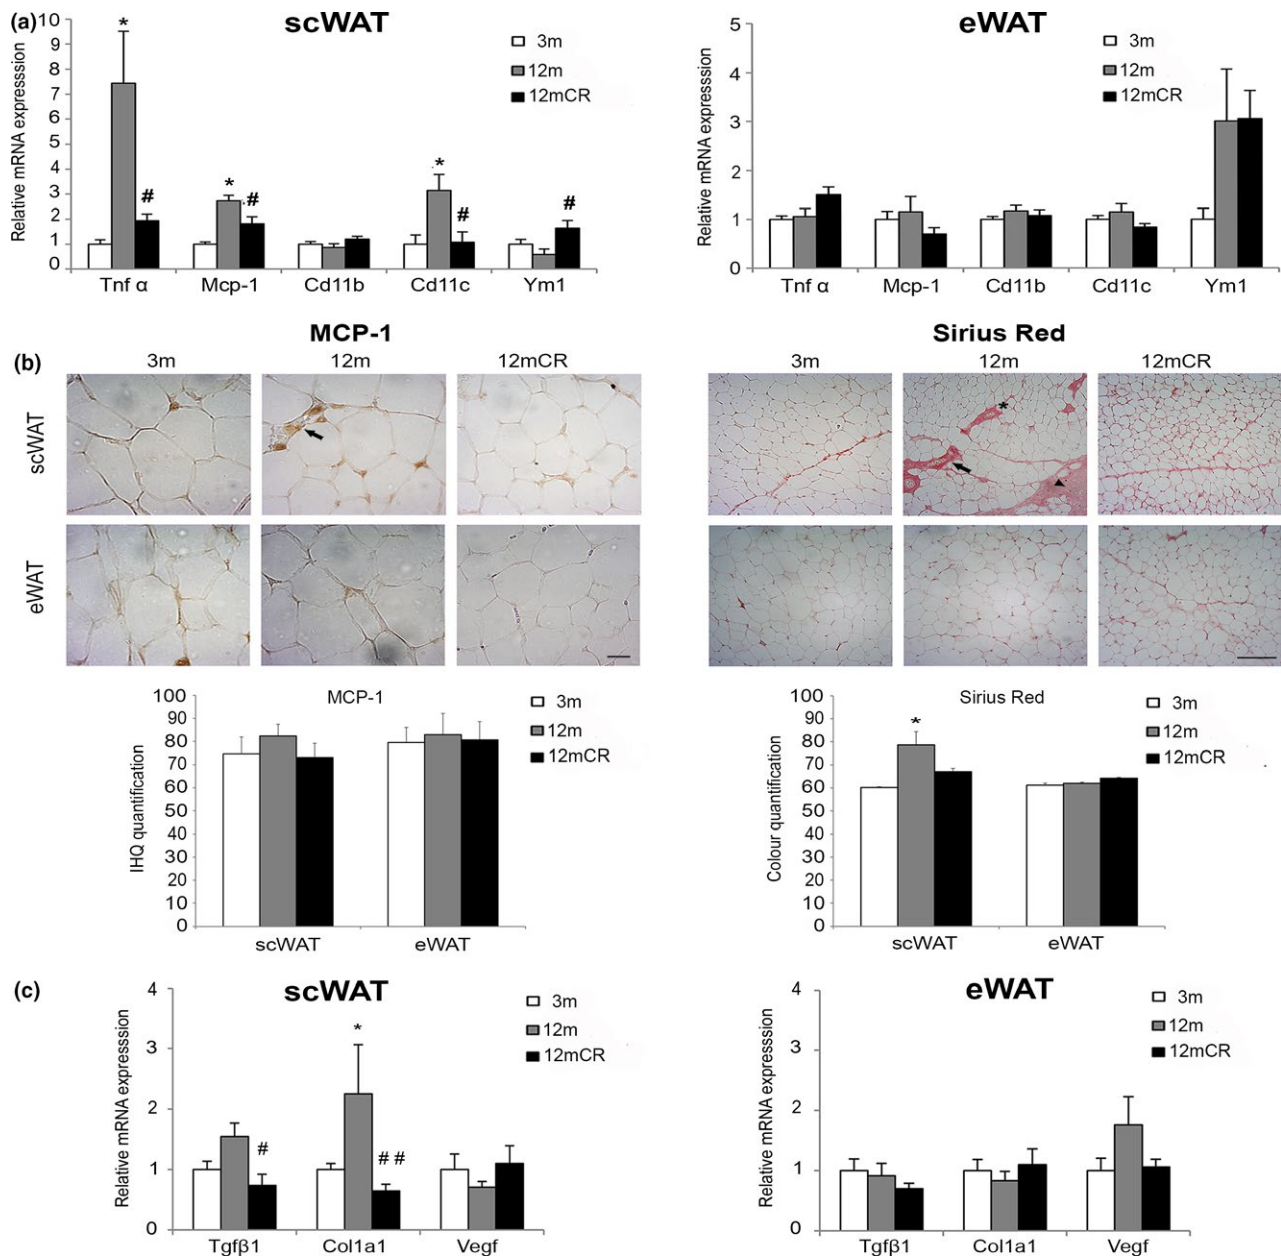 (a)
scWAT
Relative mRNA expresssion
10
9
8
7
6
5
4
3
2
1
0
*
#
*
#
*
#
#
3m
12m
12mCR
Tnf α Mcp-1 Cd11b Cd11c Ym1
eWAT
Relative mRNA expresssion
5
4
3
2
1
0
3m
12m
12mCR
Tnf α Mcp-1 Cd11b Cd11c Ym1
(b)
MCP-1
3m 12m 12mCR
scWAT
eWAT
Sirius Red
3m 12m 12mCR
*
MCP-1
IHQ quantification
100
90
80
70
60
50
40
30
20
10
0
3m
12m
12mCR
scWAT eWAT
Sirius Red
Colour quantification
100
90
80
70
60
50
40
30
20
10
0
*
3m
12m
12mCR
scWAT eWAT
(c)
scWAT
Relative mRNA expresssion
4
3
2
1
0
#
*
# #
3m
12m
12mCR
Tgfβ1 Col1a1 Vegf
eWAT
Relative mRNA expresssion
4
3
2
1
0
3m
12m
12mCR
Tgfβ1 Col1a1 Vegf